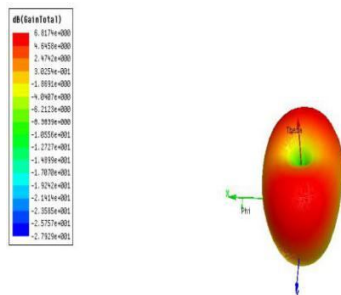 dB(GainTotal)
6.8174e+000
4.6458e+000
2.4742e+000
3.0254e-001
-1.8691e+000
-4.0407e+000
-6.2123e+000
-8.3839e+000
-1.0556e+001
-1.2727e+001
-1.4899e+001
-1.7070e+001
-1.9242e+001
-2.1414e+001
-2.3585e+001
-2.5757e+001
-2.7929e+001
Theta
X
Phi